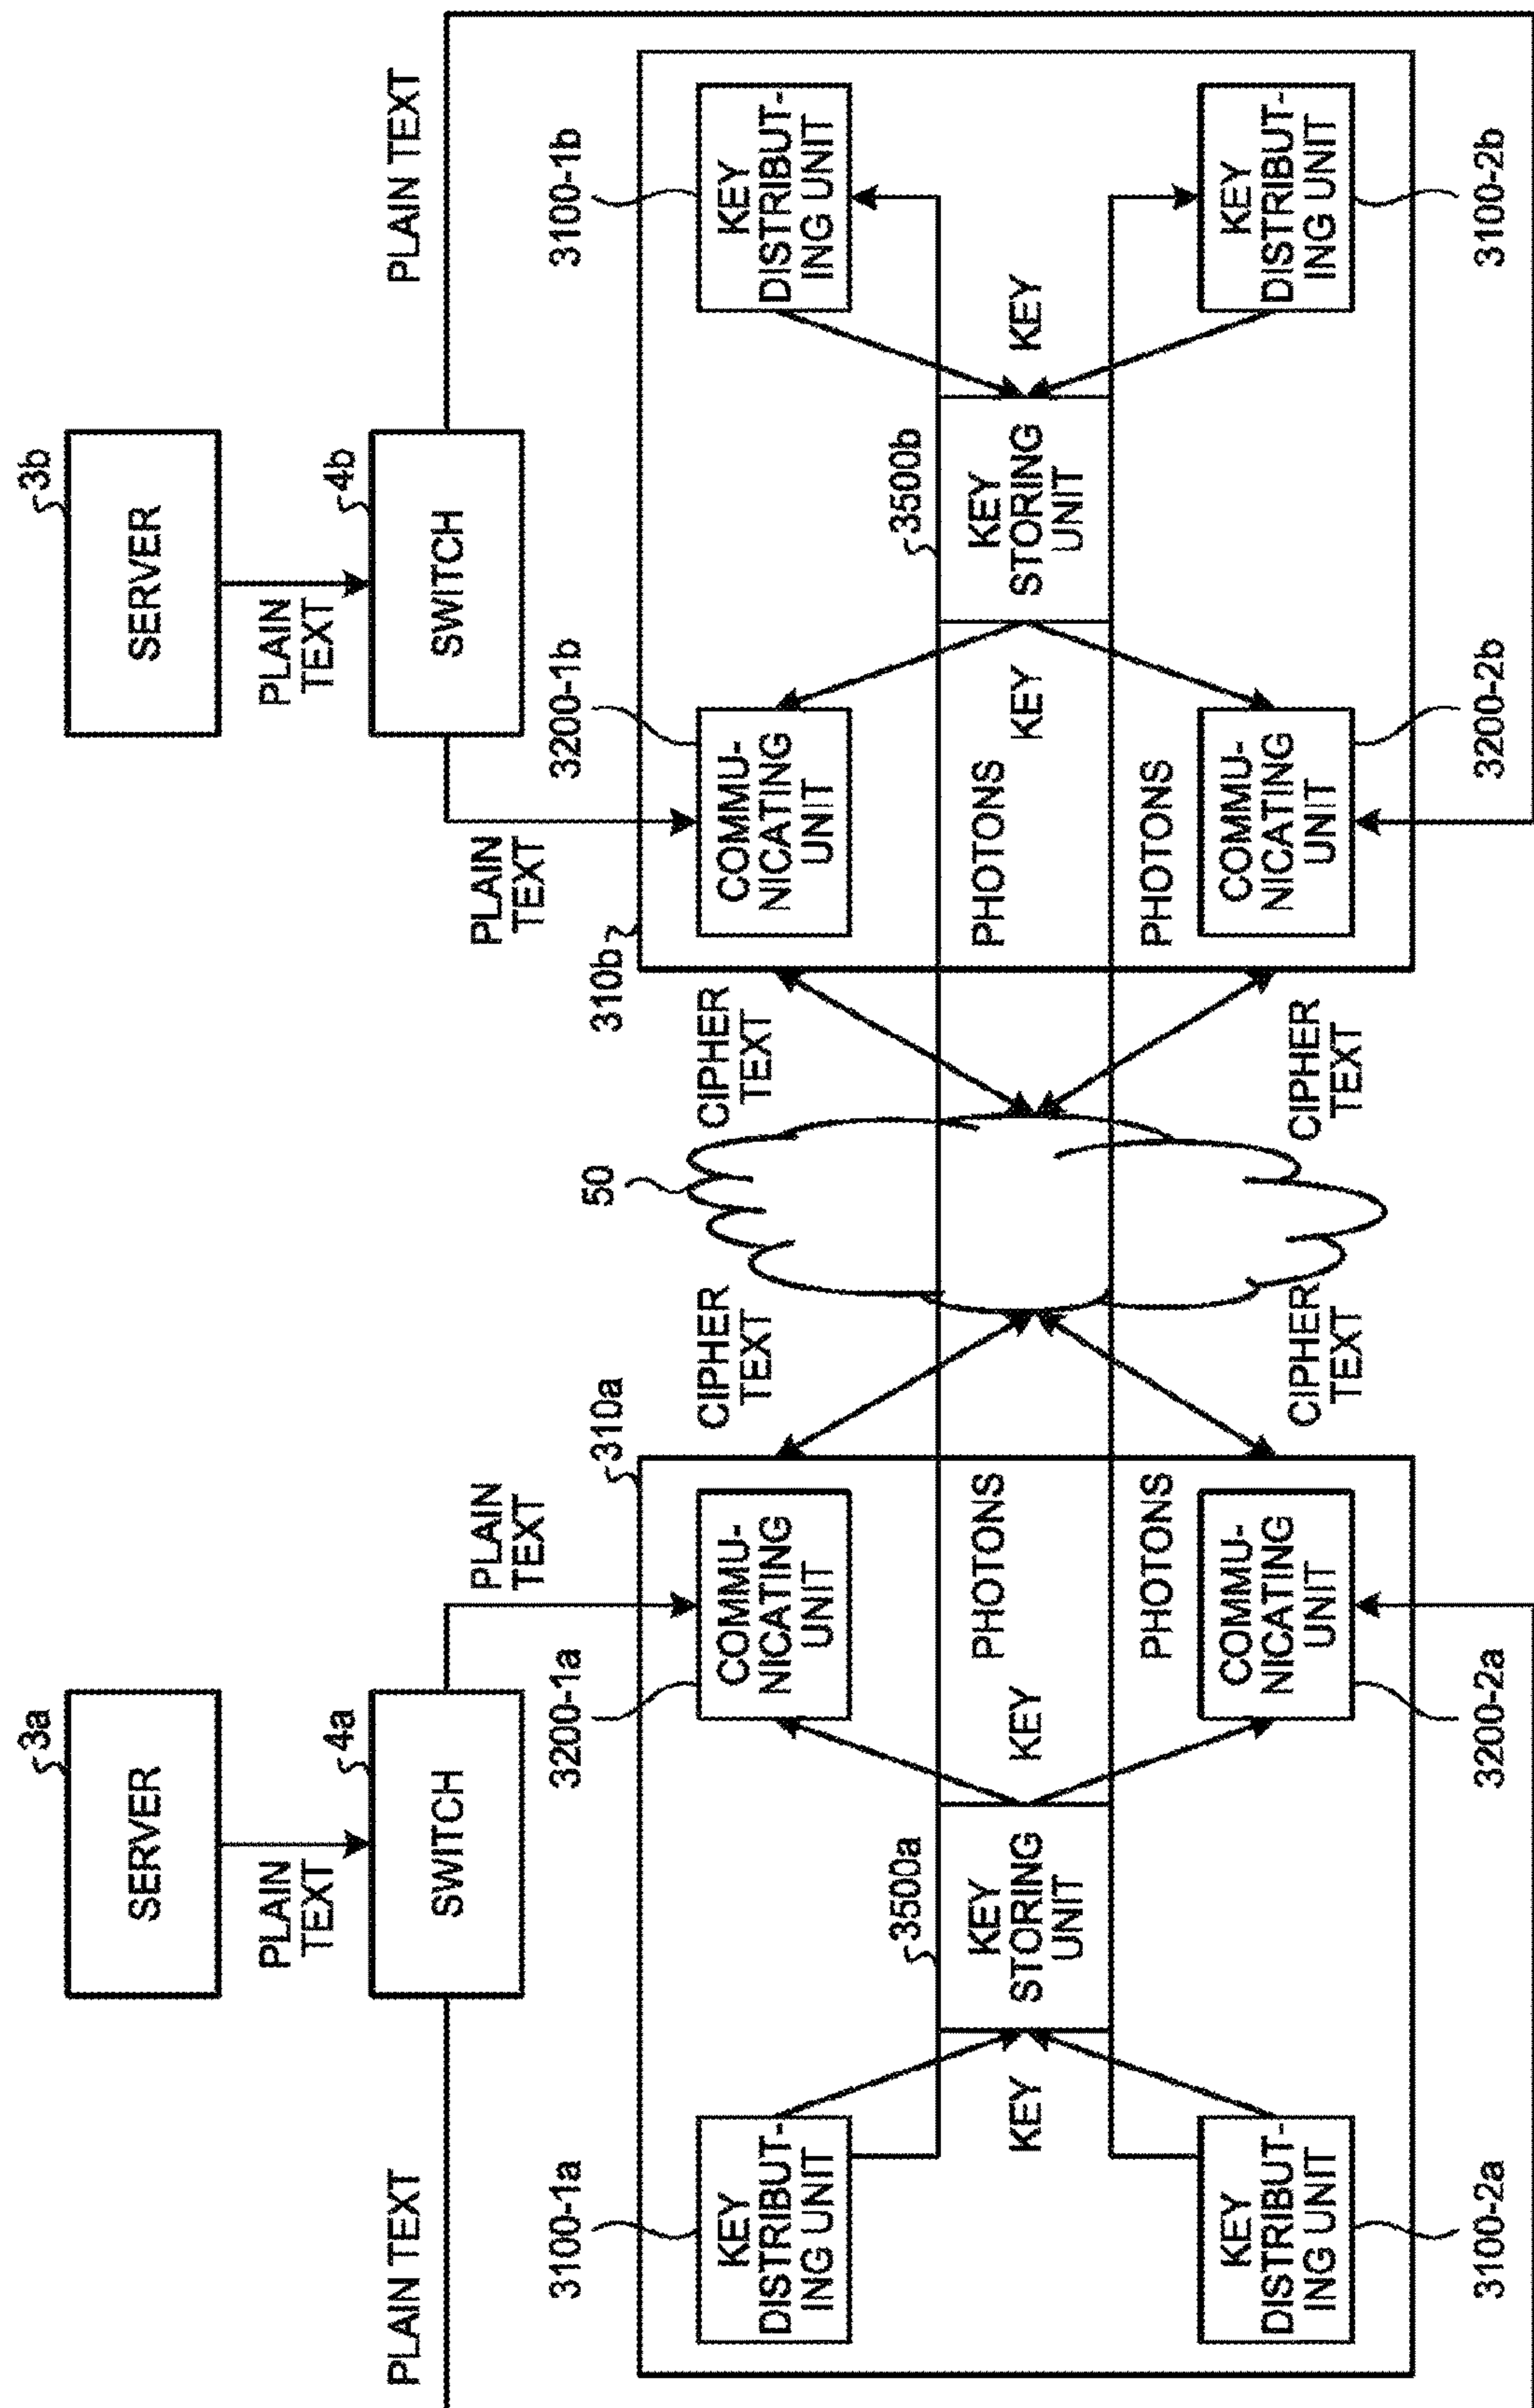 3a
SERVER
PLAIN
TEXT
4a
SWITCH
PLAIN TEXT
PLAIN
TEXT
310a
3100-1a
KEY
DISTRIBUT-
ING UNIT
3200-1a
COMMU-
NICATING
UNIT
3500a
KEY
STORING
UNIT
KEY
KEY
PHOTONS
PHOTONS
3100-2a
KEY
DISTRIBUT-
ING UNIT
3200-2a
COMMU-
NICATING
UNIT
CIPHER
TEXT
CIPHER
TEXT
50
CIPHER
TEXT
CIPHER
TEXT
3b
SERVER
PLAIN
TEXT
4b
SWITCH
PLAIN
TEXT
PLAIN TEXT
310b
3200-1b
COMMU-
NICATING
UNIT
3100-1b
KEY
DISTRIBUT-
ING UNIT
PHOTONS
KEY
3500b
KEY
STORING
UNIT
KEY
PHOTONS
3200-2b
COMMU-
NICATING
UNIT
3100-2b
KEY
DISTRIBUT-
ING UNIT